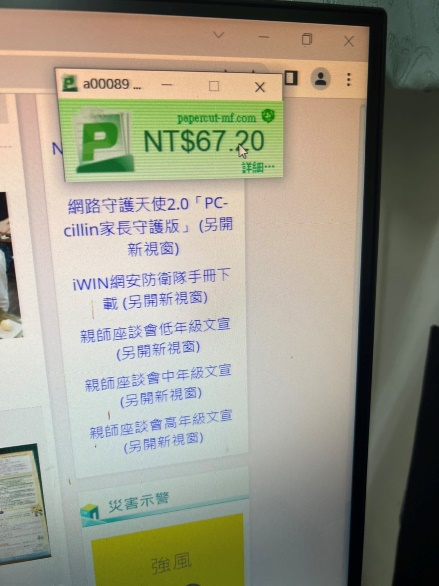 a00089 ...
papercut-mf.com
P
NT$67.20
詳細…
網路守護天使2.0「PC-
cillin家長守護版」(另開
新視窗)
iWIN網安防衛隊手冊下
載 (另開新視窗)
親師座談會低年級文宣
(另開新視窗)
親師座談會中年級文宣
(另開新視窗)
親師座談會高年級文宣
(另開新視窗)
災害示警
強風